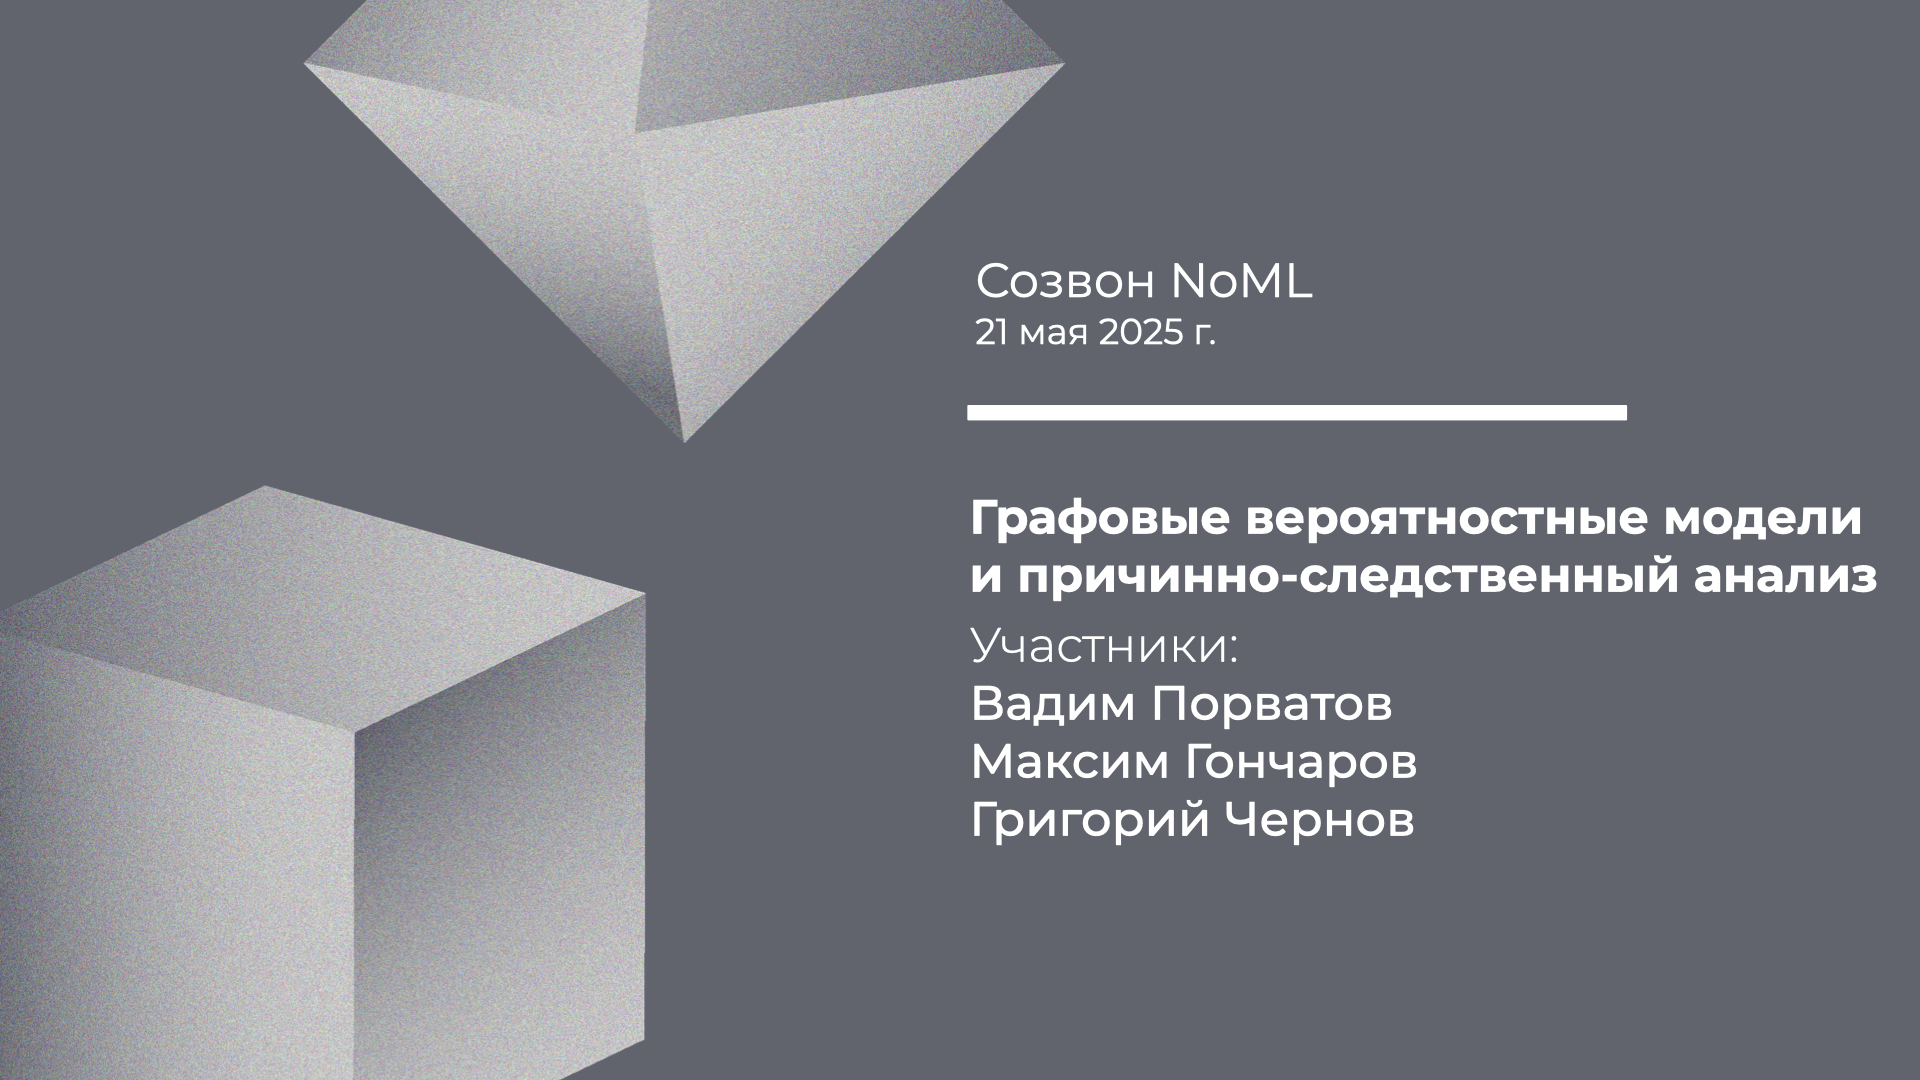 Созвон NoML
21 мая 2025 г.
Графовые вероятностные модели
и причинно-следственный анализ
Участники:
Вадим Порватов
Максим Гончаров
Григорий Чернов